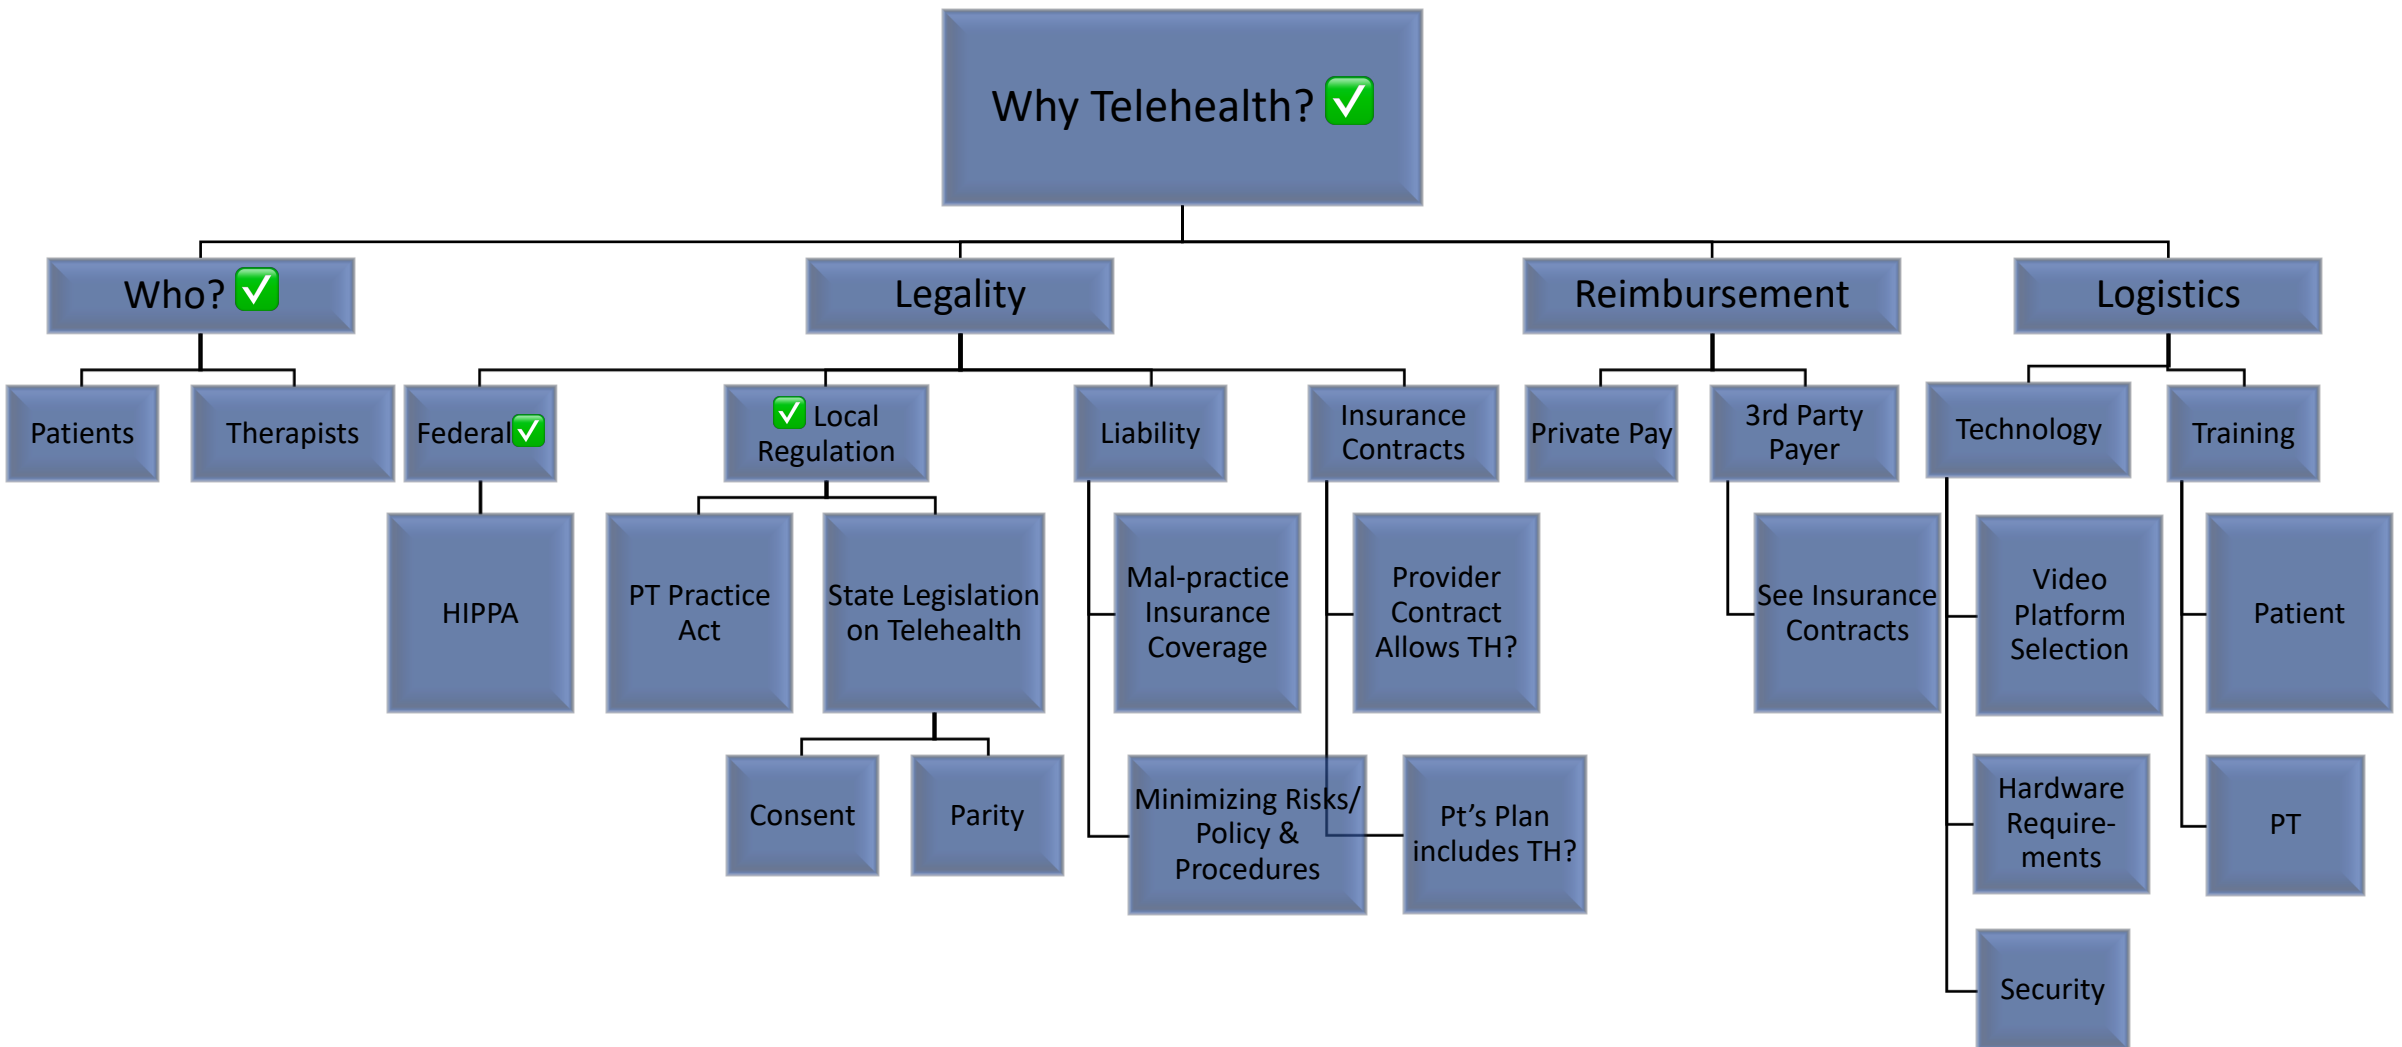 Why Telehealth? ✅
Who? ✅
Legality
Reimbursement
Logistics
Patients
Therapists
Federal✅
✅ Local
Regulation
Liability
Insurance
Contracts
Private Pay
3rd Party
Payer
Technology
Training
HIPPA
PT Practice
Act
State Legislation
on Telehealth
Mal-practice
Insurance
Coverage
Provider
Contract
Allows TH?
See Insurance
Contracts
Video
Platform
Selection
Patient
Consent
Parity
Minimizing Risks/
Policy &
Procedures
Pt’s Plan
includes TH?
Hardware
Require-
ments
PT
Security